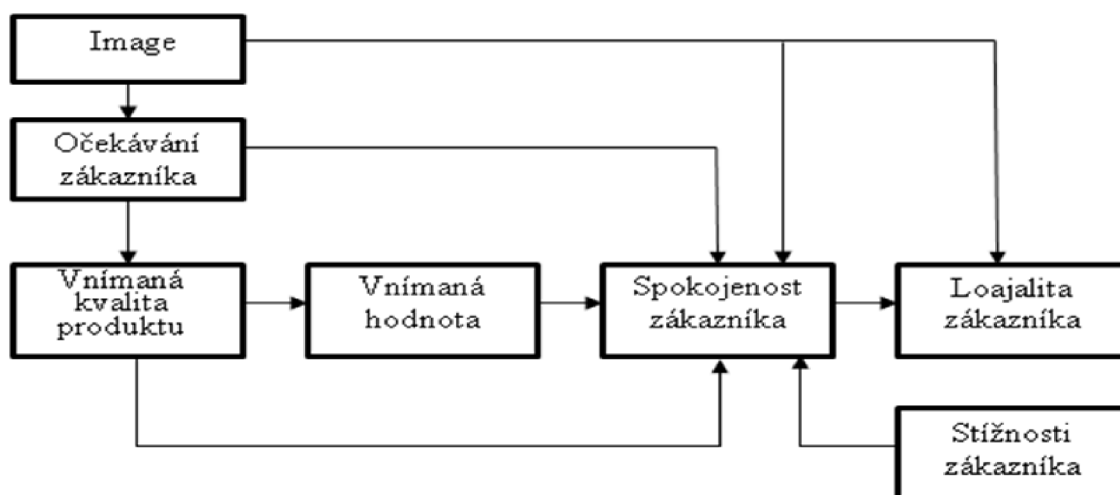 Image
Očekávání
zákazníka
Vnímaná
kvalita
produktu
Vnímaná
hodnota
Spokojenost
zákazníka
Loajalita
zákazníka
Stížnosti
zákazníka